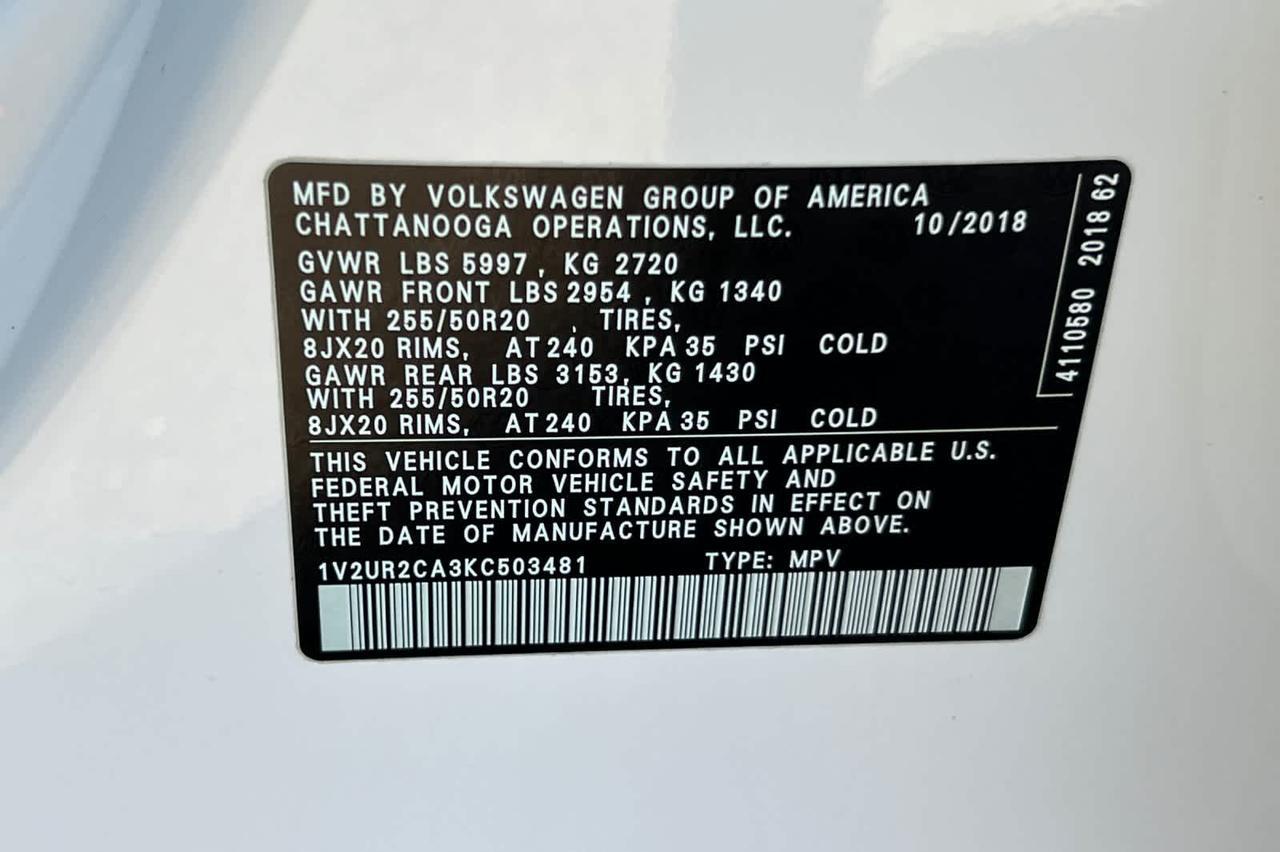 MFD BY VOLKSWAGEN GROUP OF AMERICA
CHATTANOOGA OPERATIONS, LLC. 10/2018
GVWR LBS 5997, KG 2720
GAWR FRONT LBS 2954, KG 1340
WITH 255/50R20 , TIRES,
8JX20 RIMS, AT 240 KPA 35 PSI COLD
GAWR REAR LBS 3153, KG 1430
WITH 255/50R20 TIRES,
8JX20 RIMS, AT 240 KPA 35 PSI COLD
THIS VEHICLE CONFORMS TO ALL APPLICABLE U.S.
FEDERAL MOTOR VEHICLE SAFETY AND
THEFT PREVENTION STANDARDS IN EFFECT ON
THE DATE OF MANUFACTURE SHOWN ABOVE.
1V2UR2CA3KC503481 TYPE: MPV
4110580 2018 62